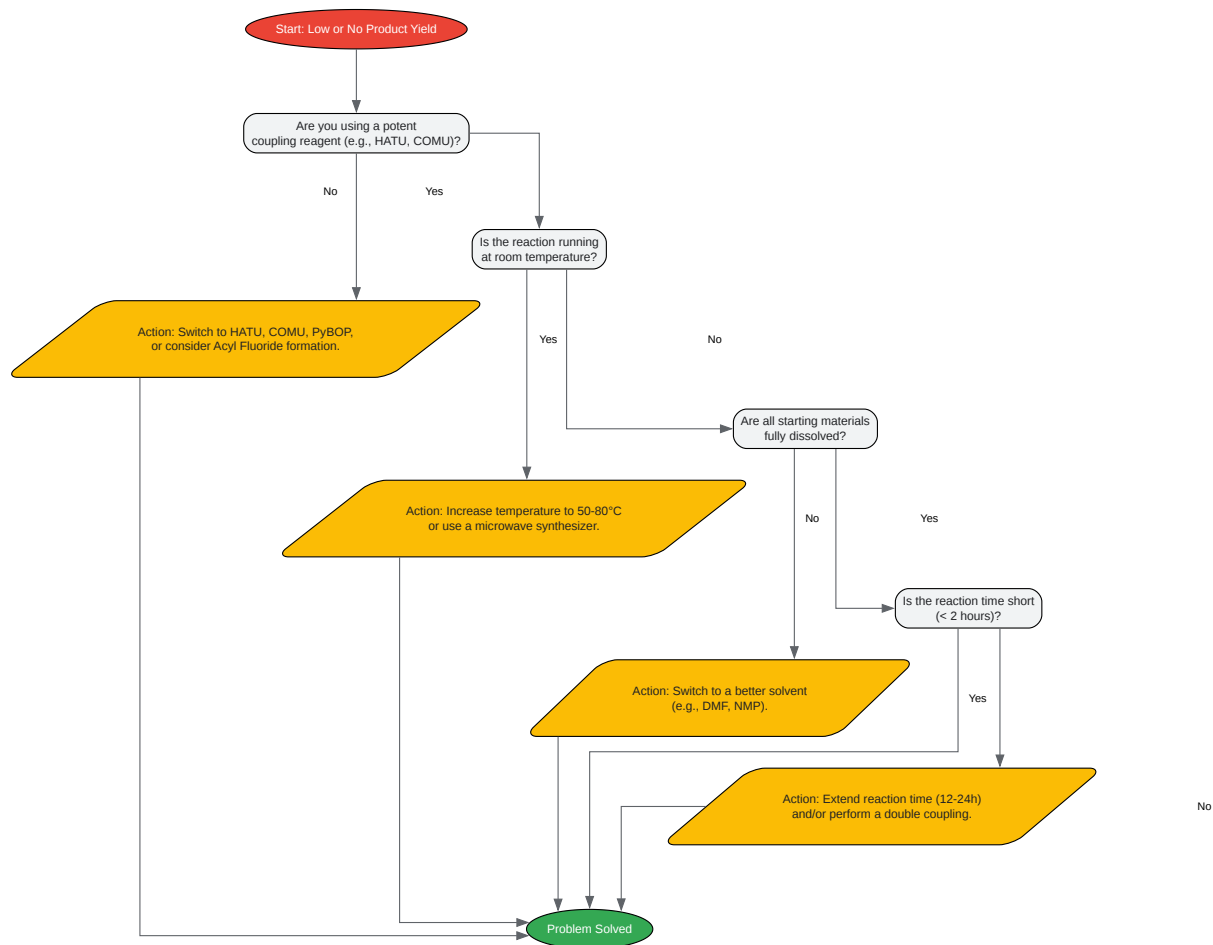 Start: Low or No Product Yield
Are you using a potent
coupling reagent (e.g., HATU, COMU)?
No
Yes
Is the reaction running
at room temperature?
Action: Switch to HATU, COMU, PyBOP,
or consider Acyl Fluoride formation.
Yes
No
Are all starting materials
fully dissolved?
Action: Increase temperature to 50-80°C
or use a microwave synthesizer.
No
Yes
Is the reaction time short
(< 2 hours)?
Action: Switch to a better solvent
(e.g., DMF, NMP).
Yes
Action: Extend reaction time (12-24h)
and/or perform a double coupling.
No
Problem Solved